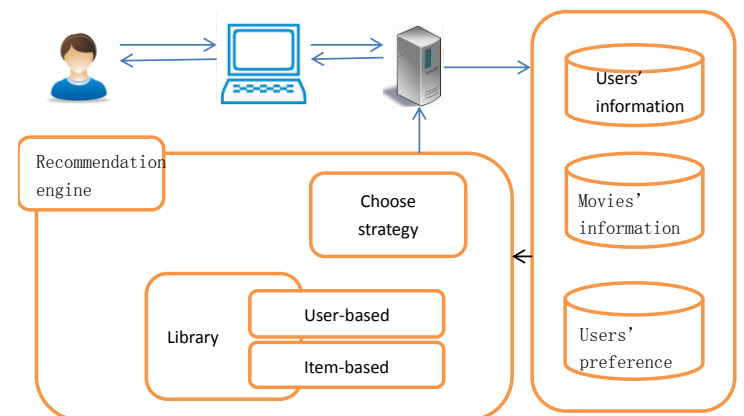 Users'
information
Recommendation
engine
Choose
strategy
Movies'
information
Library
User-based
Item-based
Users'
preference